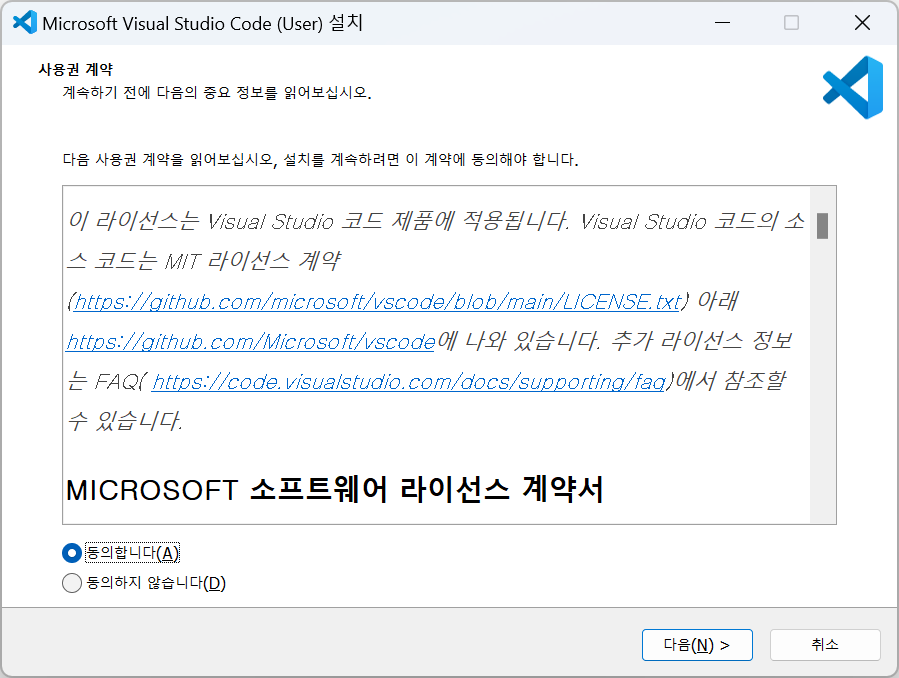 Microsoft Visual Studio Code (User) 설치
사용권 계약
계속하기 전에 다음의 중요 정보를 읽어보십시오.
다음 사용권 계약을 읽어보십시오, 설치를 계속하려면 이 계약에 동의해야 합니다.
이 라이선스는 Visual Studio 코드 제품에 적용됩니다. Visual Studio 코드의 소
스 코드는 MIT 라이선스 계약
(https://github.com/microsoft/vscode/blob/main/LICENSE.txt) 아래
https://github.com/Microsoft/vscode에 나와 있습니다. 추가 라이선스 정보
는 FAQ( https://code.visualstudio.com/docs/supporting/faq)에서 참조할
수 있습니다.
MICROSOFT 소프트웨어 라이선스 계약서
동의합니다(A)
동의하지 않습니다(D)
다음(N) >
취소